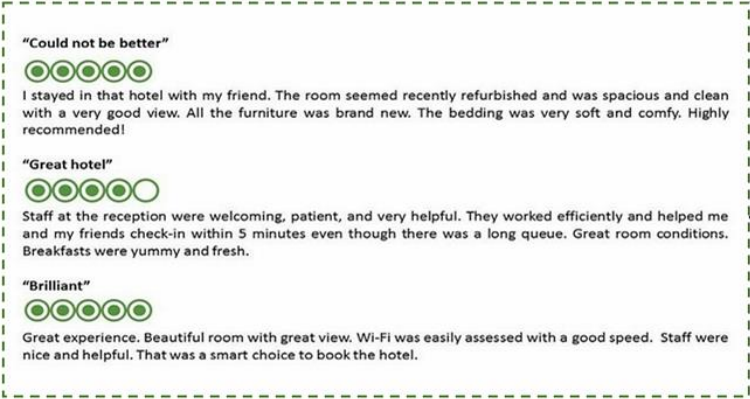 “Could not be better”
I stayed in that hotel with my friend. The room seemed recently refurbished and was spacious and clean
with a very good view. All the furniture was brand new. The bedding was very soft and comfy. Highly
recommended!
“Great hotel”
Staff at the reception were welcoming, patient, and very helpful. They worked efficiently and helped me
and my friends check-in within 5 minutes even though there was a long queue. Great room conditions.
Breakfasts were yummy and fresh.
“Brilliant”
Great experience. Beautiful room with great view. Wi-Fi was easily assessed with a good speed. Staff were
nice and helpful. That was a smart choice to book the hotel.